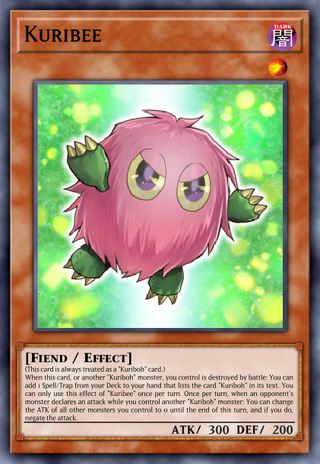 KURIBEE
DARK
闇
[FIEND / EFFECT]
(This card is always treated as a "Kuriboh" card.)
When this card, or another "Kuriboh" monster, you control is destroyed by battle: You can
add 1 Spell/Trap from your Deck to your hand that lists the card "Kuriboh" in its text. You
can only use this effect of "Kuribee" once per turn. Once per turn, when an opponent's
monster declares an attack while you control another "Kuriboh" monster: You can change
the ATK of all other monsters you control to 0 until the end of this turn, and if you do,
negate the attack.
ATK/ 300 DEF/ 200